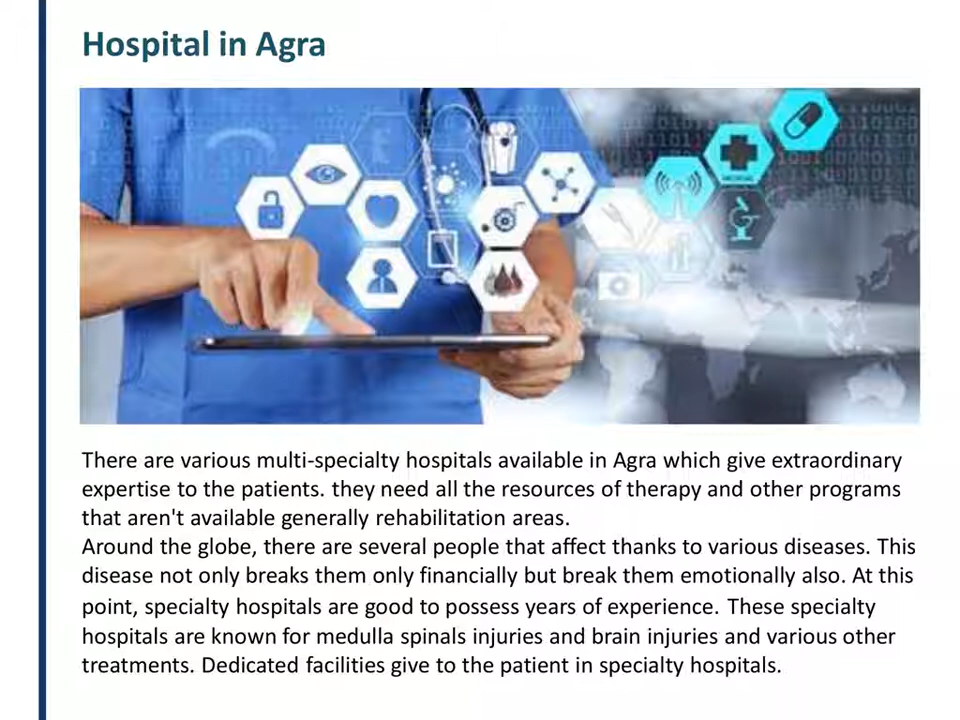 Hospital in Agra
MEDICAL
There are various multi-specialty hospitals available in Agra which give extraordinary
expertise to the patients. they need all the resources of therapy and other programs
that aren't available generally rehabilitation areas.
Around the globe, there are several people that affect thanks to various diseases. This
disease not only breaks them only financially but break them emotionally also. At this
point, specialty hospitals are good to possess years of experience. These specialty
hospitals are known for medulla spinals injuries and brain injuries and various other
treatments. Dedicated facilities give to the patient in specialty hospitals.